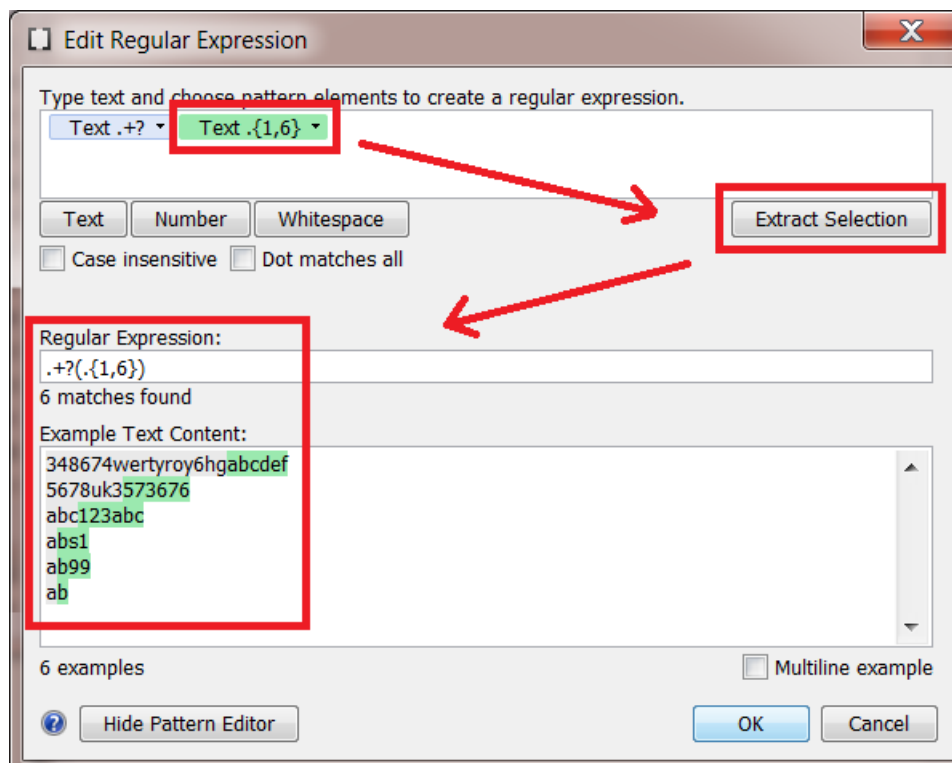 Edit Regular Expression
Type text and choose pattern elements to create a regular expression.
Text .+? Text .{1,6}
Text Number Whitespace Extract Selection
Case insensitive Dot matches all
Regular Expression:
.+?(.{1,6})
6 matches found
Example Text Content:
348674wertyroy6hgabcdef
5678uk3573676
abc123abc
abs1
ab99
ab
6 examples Multiline example
? Hide Pattern Editor OK Cancel